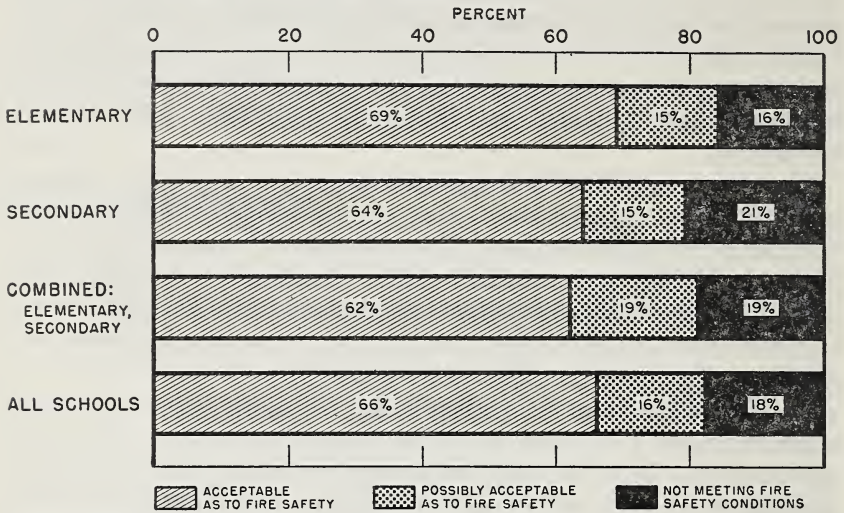 PERCENT
0 20 40 60 80 100
ELEMENTARY 69% 15% 16%
SECONDARY 64% 15% 21%
COMBINED:
ELEMENTARY,
SECONDARY
62% 19% 19%
ALL SCHOOLS 66% 16% 18%
ACCEPTABLE
AS TO FIRE SAFETY
POSSIBLY ACCEPTABLE
AS TO FIRE SAFETY
NOT MEETING FIRE
SAFETY CONDITIONS